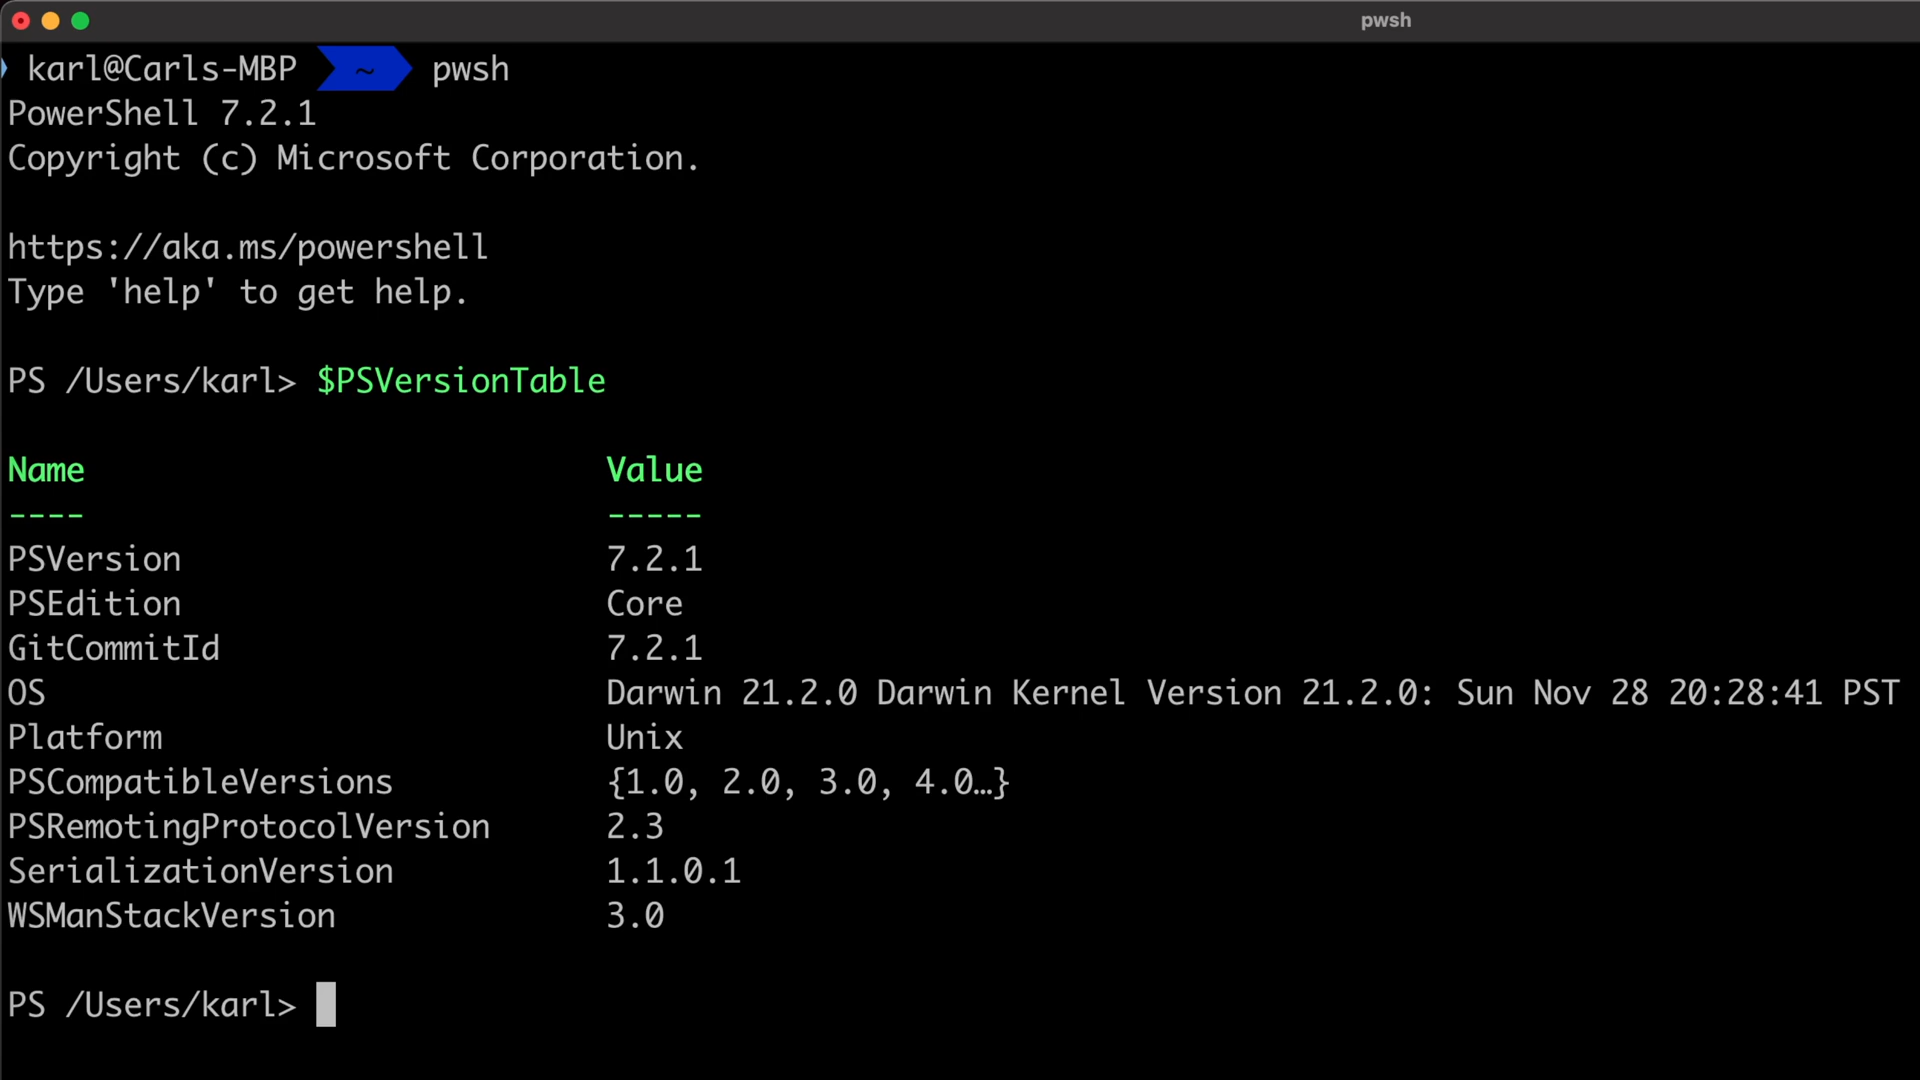 pwsh
karl@Carls-MBP ~ pwsh
PowerShell 7.2.1
Copyright (c) Microsoft Corporation.
https://aka.ms/powershell
Type 'help' to get help.
PS /Users/karl> $PSVersionTable
Name Value
---- -----
PSVersion 7.2.1
PSEdition Core
GitCommitId 7.2.1
OS Darwin 21.2.0 Darwin Kernel Version 21.2.0: Sun Nov 28 20:28:41 PST
Platform Unix
PSCompatibleVersions {1.0, 2.0, 3.0, 4.0…}
PSRemotingProtocolVersion 2.3
SerializationVersion 1.1.0.1
WSManStackVersion 3.0
PS /Users/karl>